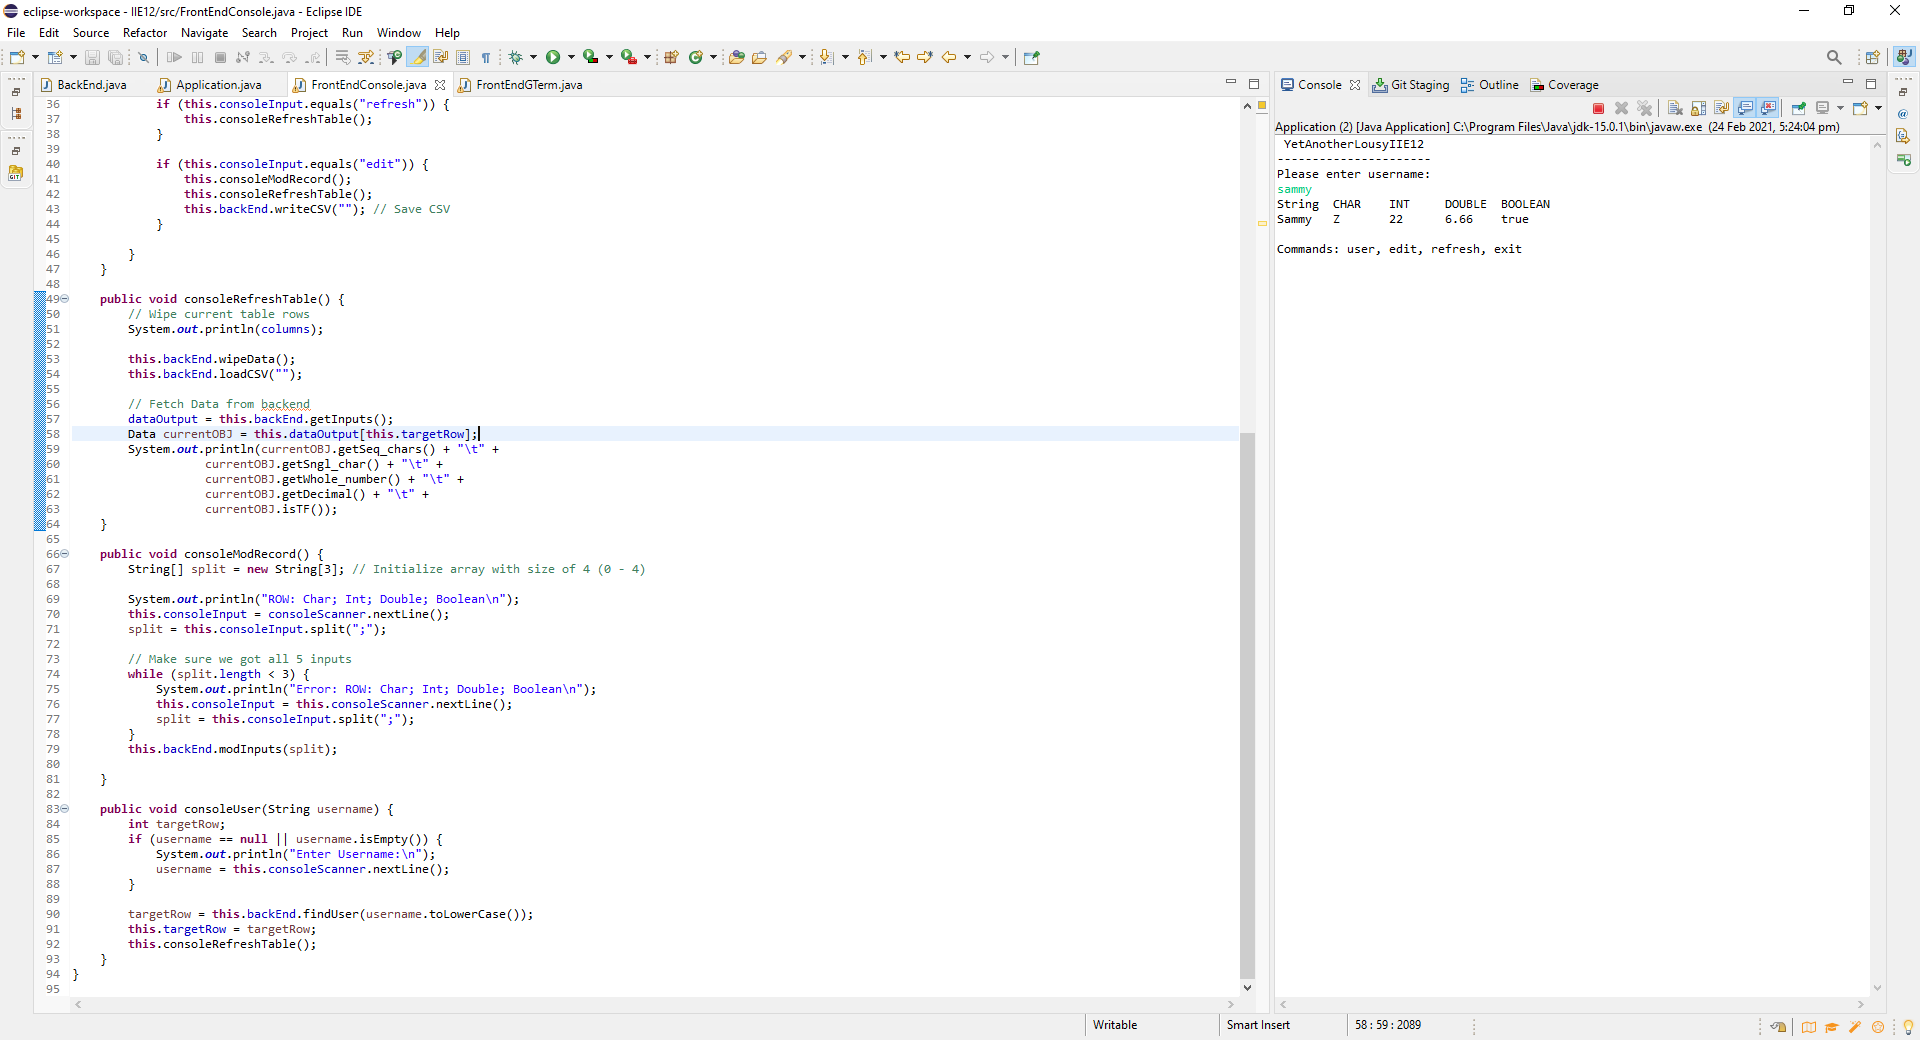 eclipse-workspace - IIE12/src/FrontEndConsole.java - Eclipse IDE
File Edit Source Refactor Navigate Search Project Run Window Help
BackEnd.java Application.java FrontEndConsole.java FrontEndGTerm.java
36 if (this.consoleInput.equals("refresh")) {
37 this.consoleRefreshTable();
38 }
39
40 if (this.consoleInput.equals("edit")) {
41 this.consoleModRecord();
42 this.consoleRefreshTable();
43 this.backEnd.writeCSV(""); // Save CSV
44 }
45
46 }
47 }
48
49 public void consoleRefreshTable() {
50 // Wipe current table rows
51 System.out.println(columns);
52
53 this.backEnd.wipeData();
54 this.backEnd.loadCSV("");
55
56 // Fetch Data from backend
57 dataOutput = this.backEnd.getInputs();
58 Data currentOBJ = this.dataOutput[this.targetRow];
59 System.out.println(currentOBJ.getSeq_chars() + "\t" +
60 currentOBJ.getSngl_char() + "\t" +
61 currentOBJ.getWhole_number() + "\t" +
62 currentOBJ.getDecimal() + "\t" +
63 currentOBJ.isTF());
64 }
65
66 public void consoleModRecord() {
67 String[] split = new String[3]; // Initialize array with size of 4 (0 - 4)
68
69 System.out.println("ROW: Char; Int; Double; Boolean\n");
70 this.consoleInput = consoleScanner.nextLine();
71 split = this.consoleInput.split(";");
72
73 // Make sure we got all 5 inputs
74 while (split.length < 3) {
75 System.out.println("Error: ROW: Char; Int; Double; Boolean\n");
76 this.consoleInput = this.consoleScanner.nextLine();
77 split = this.consoleInput.split(";");
78 }
79 this.backEnd.modInputs(split);
80
81 }
82
83 public void consoleUser(String username) {
84 int targetRow;
85 if (username == null || username.isEmpty()) {
86 System.out.println("Enter Username:\n");
87 username = this.consoleScanner.nextLine();
88 }
89
90 targetRow = this.backEnd.findUser(username.toLowerCase());
91 this.targetRow = targetRow;
92 this.consoleRefreshTable();
93 }
94 }
95
Console Git Staging Outline Coverage
Application (2) [Java Application] C:\Program Files\Java\jdk-15.0.1\bin\javaw.exe (24 Feb 2021, 5:24:04 pm)
YetAnotherLousyIIE12
----------------------
Please enter username:
sammy
String CHAR INT DOUBLE BOOLEAN
Sammy Z 22 6.66 true
Commands: user, edit, refresh, exit
Writable Smart Insert 58 : 59 : 2089